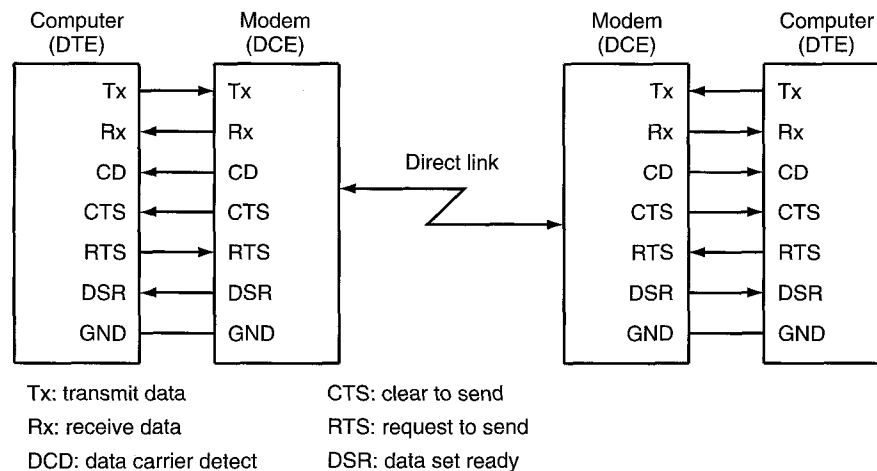 Computer
(DTE)
Modem
(DCE)
Modem
(DCE)
Computer
(DTE)
Tx Tx Tx Tx
Rx Rx Rx Rx
CD CD CD CD
Direct link
CTS CTS CTS CTS
RTS RTS RTS RTS
DSR DSR DSR DSR
GND GND GND GND
Tx: transmit data CTS: clear to send
Rx: receive data RTS: request to send
DCD: data carrier detect DSR: data set ready